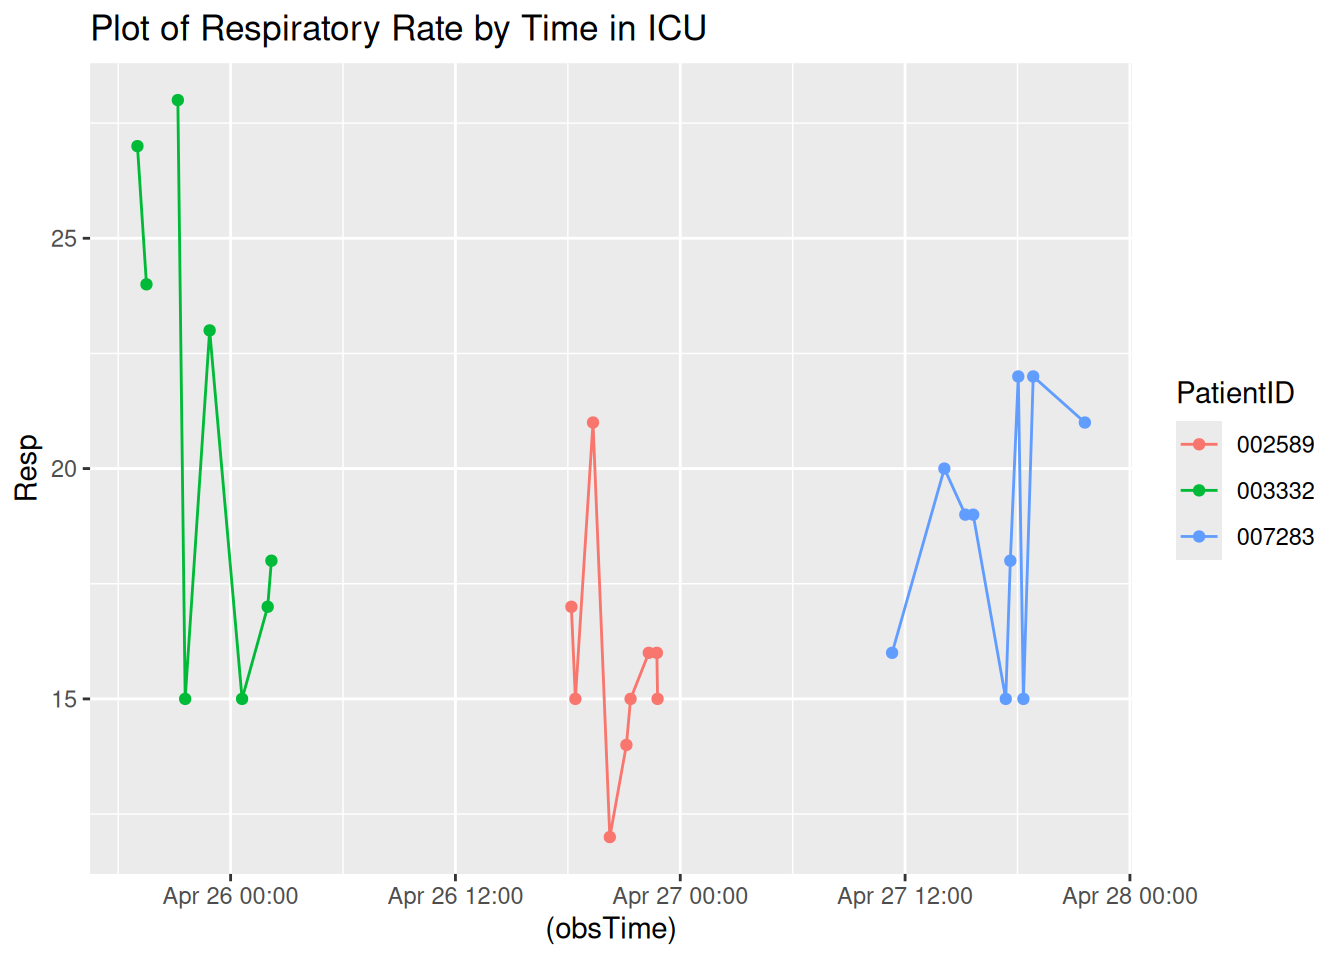 Plot of Respiratory Rate by Time in ICU
25
20
15
Resp
Apr 26 00:00
Apr 26 12:00
Apr 27 00:00
Apr 27 12:00
Apr 28 00:00
(obsTime)
PatientID
002589
003332
007283